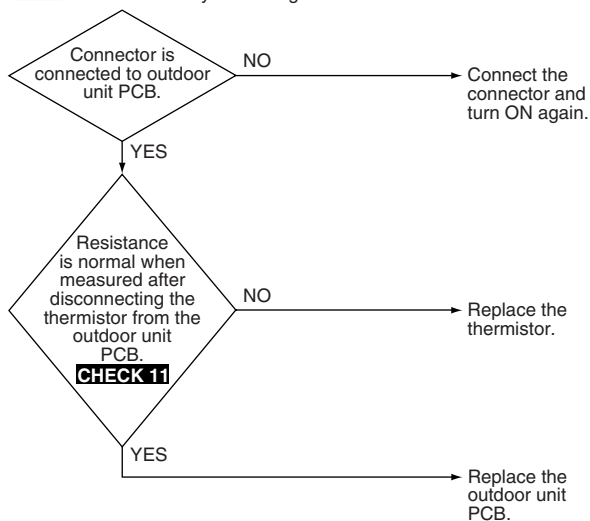 Connector is
connected to outdoor
unit PCB.
NO
Connect the
connector and
turn ON again.
YES
Resistance
is normal when
measured after
disconnecting the
thermistor from the
outdoor unit
PCB.
CHECK 11
NO
Replace the
thermistor.
YES
Replace the
outdoor unit
PCB.